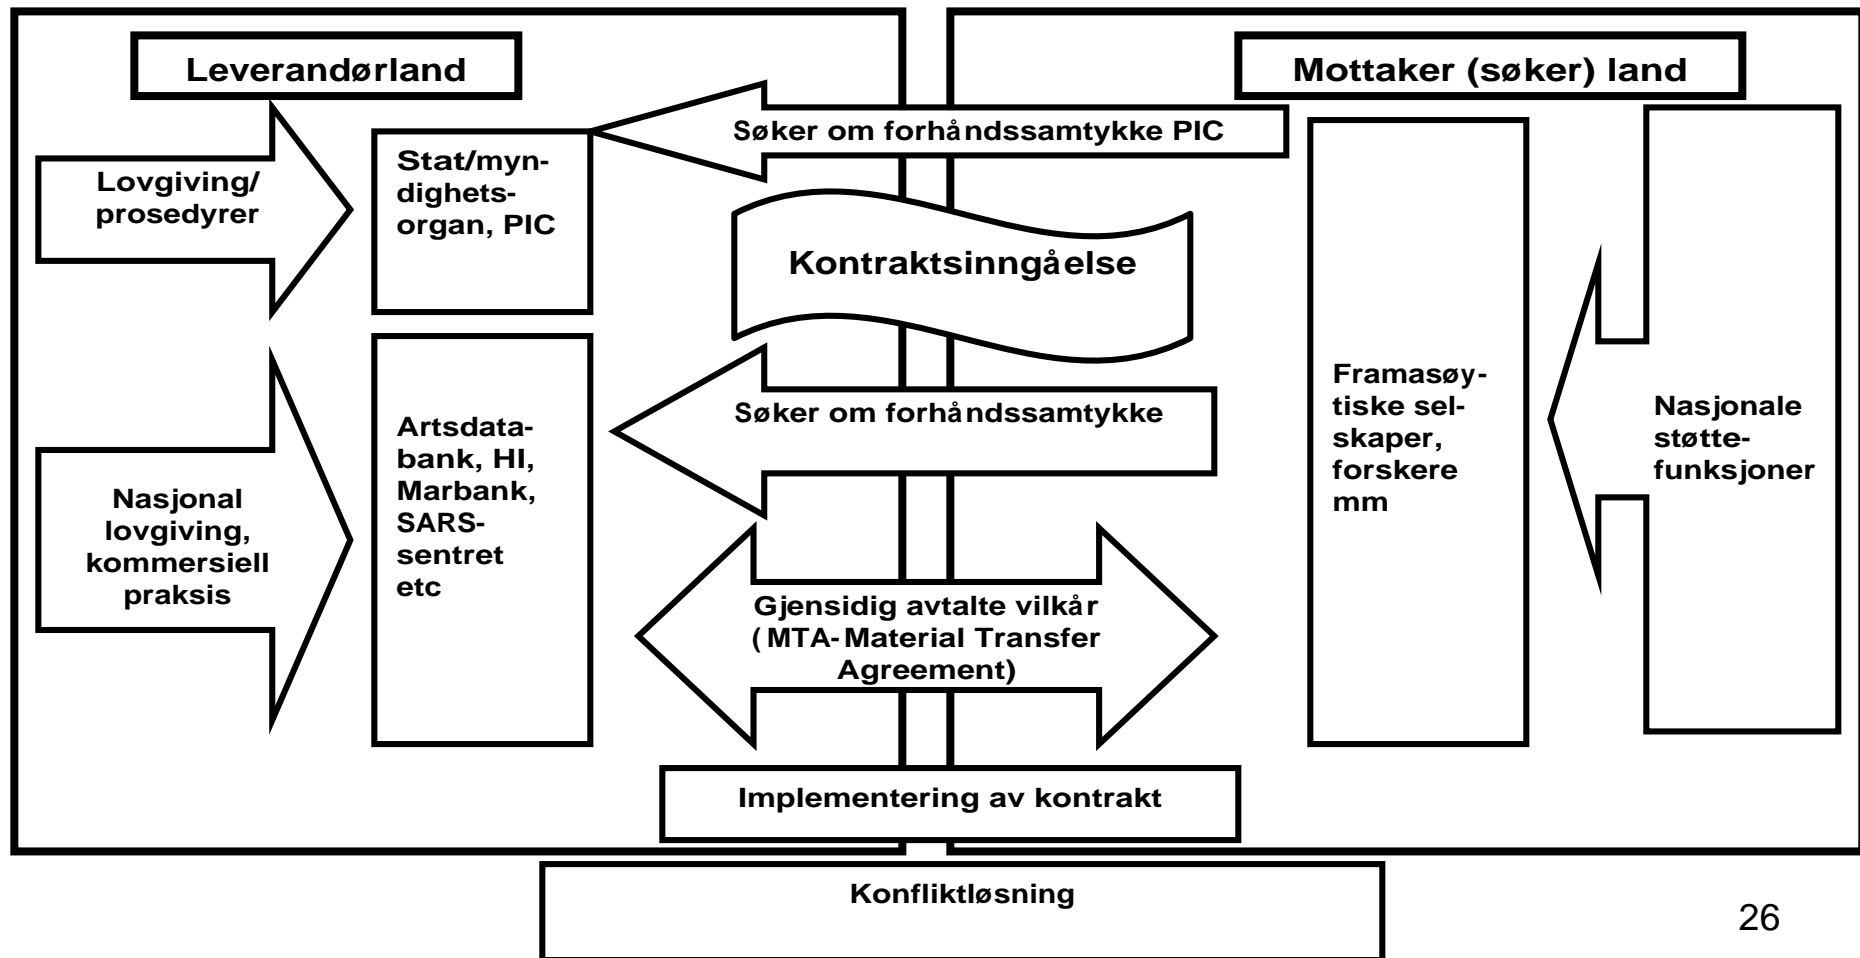 Leverandørland
Mottaker (søker) land
Søker om forhåndssamtykke PIC
Lovgiving/
prosedyrer
Stat/myn-
dighets-
organ, PIC
Kontraktsinngåelse
Søker om forhåndssamtykke
Artsdata-
bank, HI,
Marbank,
SARS-
sentret
etc
Nasjonal
lovgiving,
kommersiell
praksis
Framasøy-
tiske sel-
skaper,
forskere
mm
Nasjonale
støtte-
funksjoner
Gjensidig avtalte vilkår
(MTA-Material Transfer
Agreement)
Implementering av kontrakt
Konfliktløsning
26